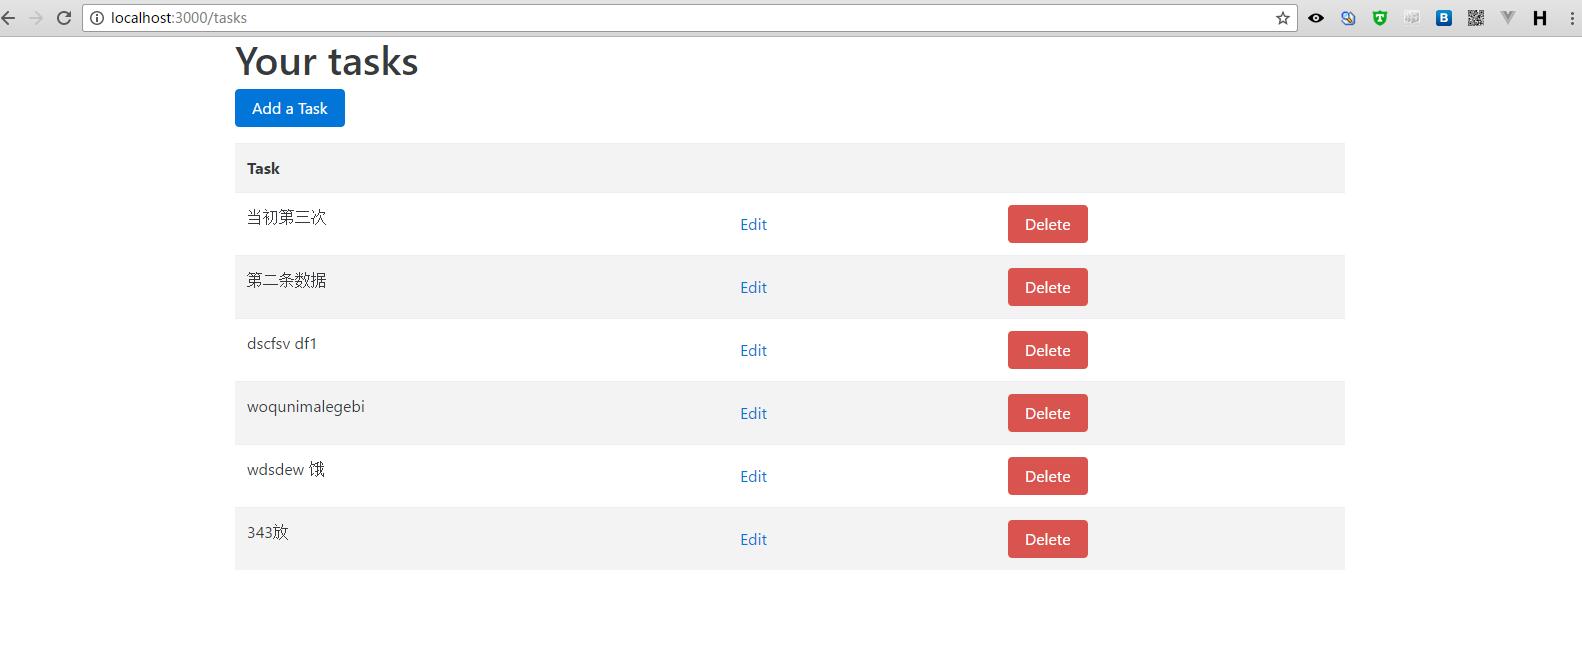 localhost:3000/tasks
Your tasks
Add a Task
Task
当初第三次 Edit Delete
第二条数据 Edit Delete
dscfsv df1 Edit Delete
woqunimalegebi Edit Delete
wdsdew 饿 Edit Delete
343放 Edit Delete